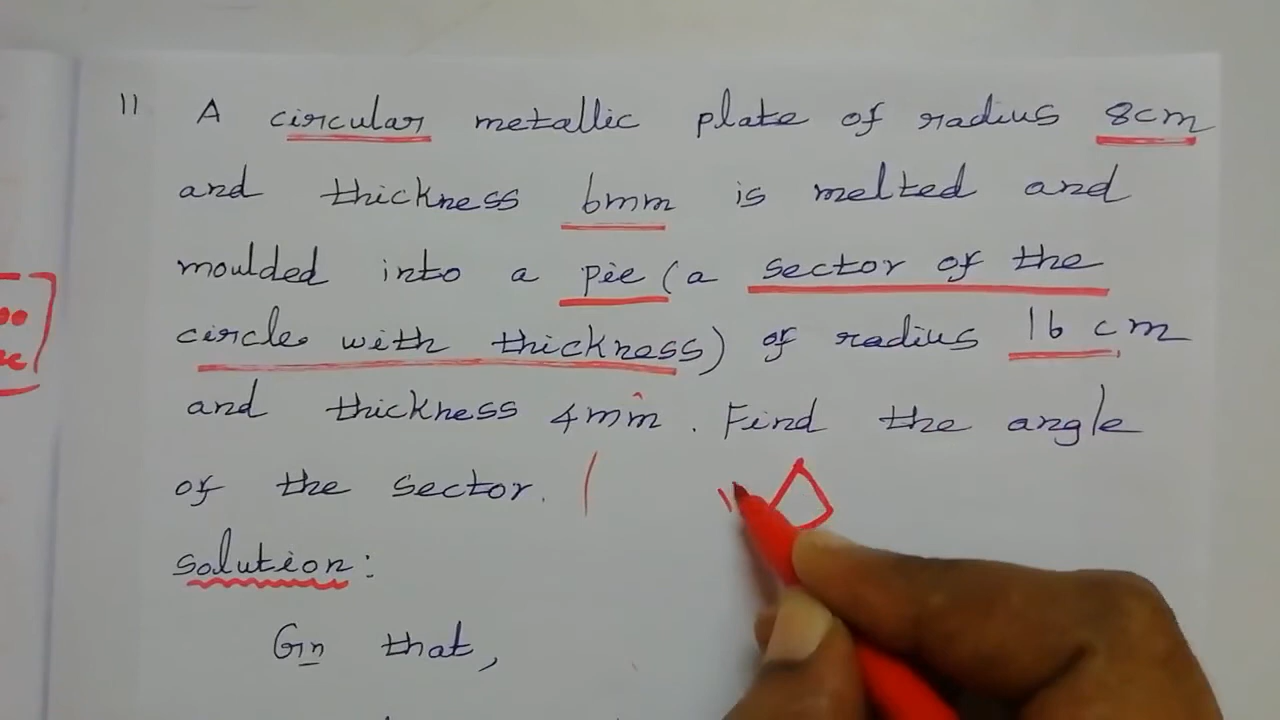 11 A circular metallic plate of radius 8cm
and thickness 6mm is melted and
moulded into a pie (a sector of the
circle with thickness) of radius 16 cm
and thickness 4mm. Find the angle
of the sector.
solution:
Gn that,